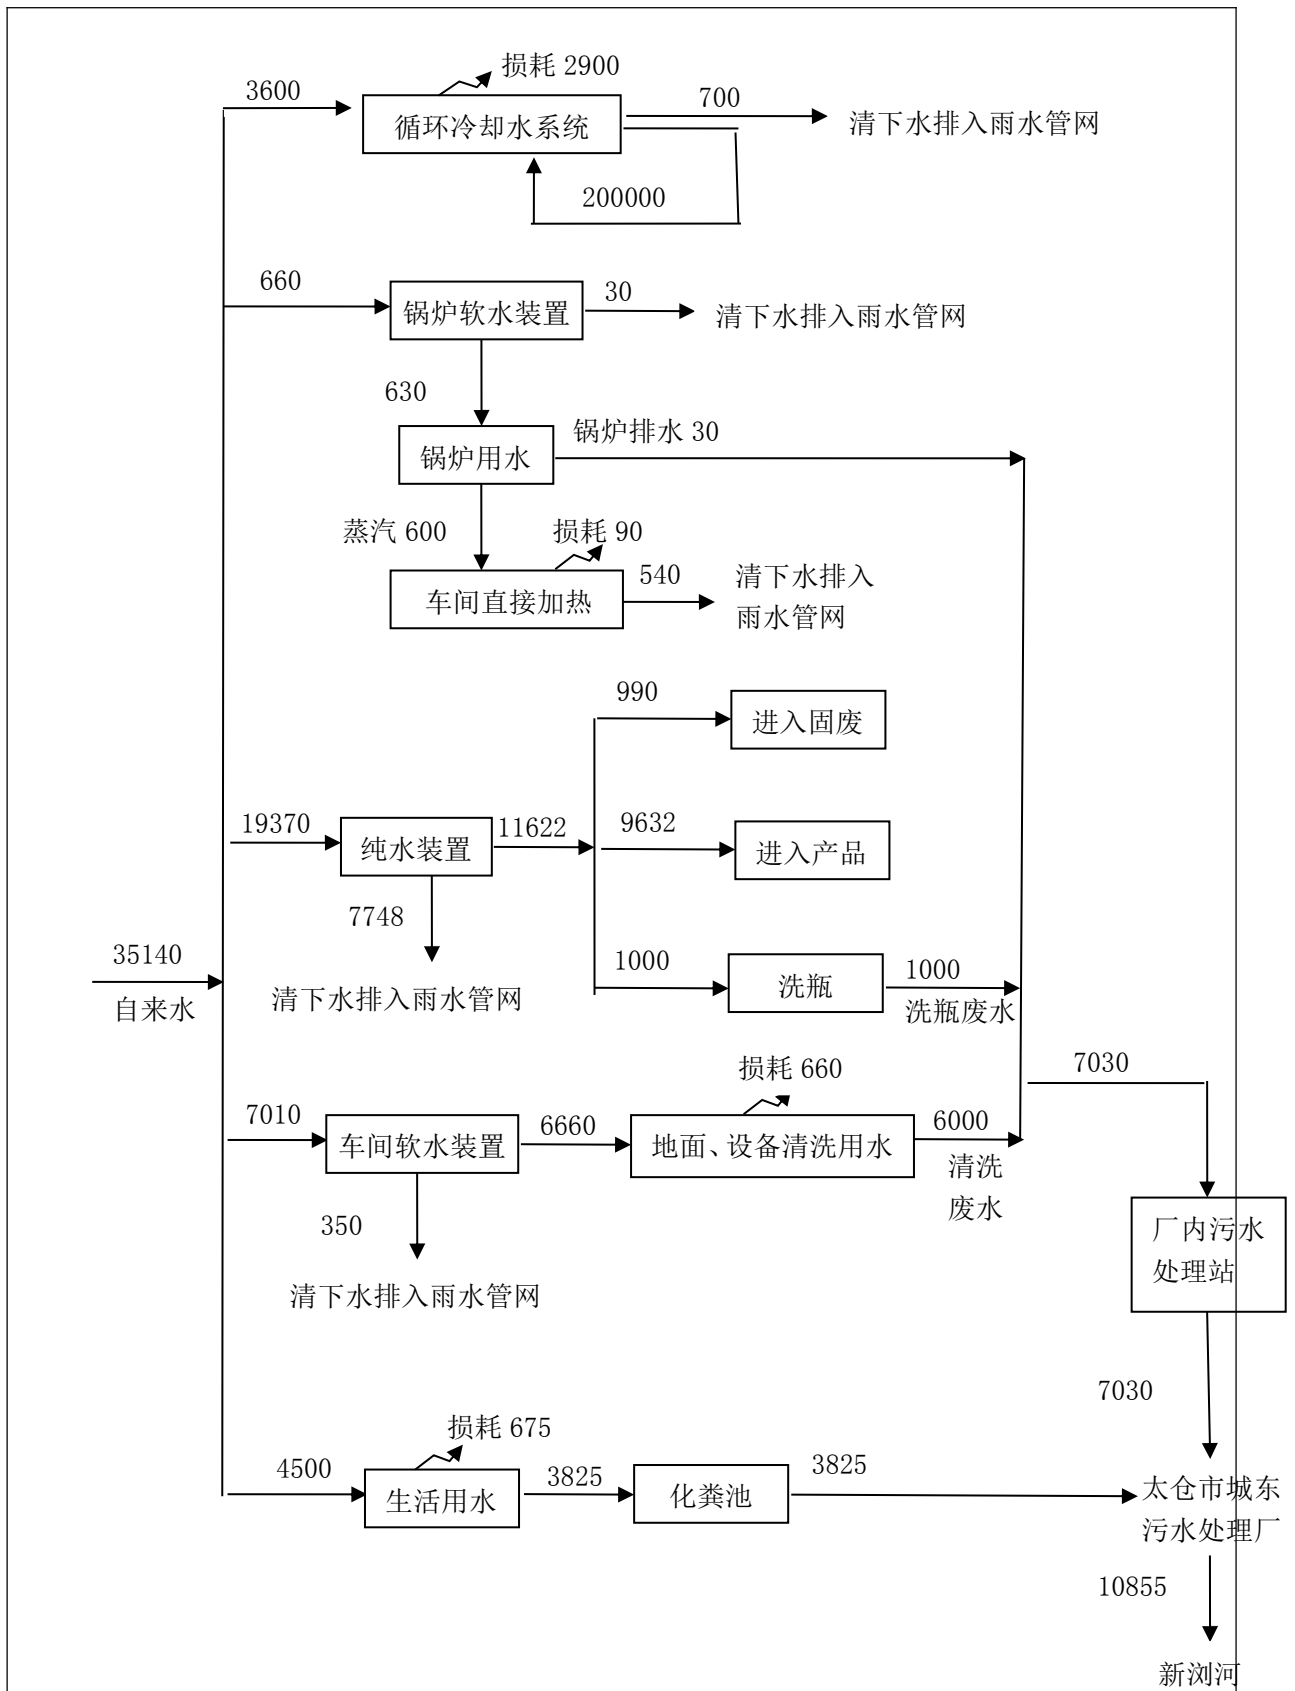 损耗 2900
3600
700
循环冷却水系统
清下水排入雨水管网
200000
660
30
锅炉软水装置
清下水排入雨水管网
630
锅炉排水 30
锅炉用水
蒸汽 600
损耗 90
540
清下水排入
雨水管网
车间直接加热
990
进入固废
19370
11622
9632
纯水装置
进入产品
7748
35140
自来水
清下水排入雨水管网
1000
洗瓶
1000
洗瓶废水
损耗 660
7030
7010
6660
6000
车间软水装置
地面、设备清洗用水
清洗
废水
350
清下水排入雨水管网
厂内污水
处理站
7030
损耗 675
4500
3825
3825
生活用水
化粪池
太仓市城东
污水处理厂
10855
新浏河